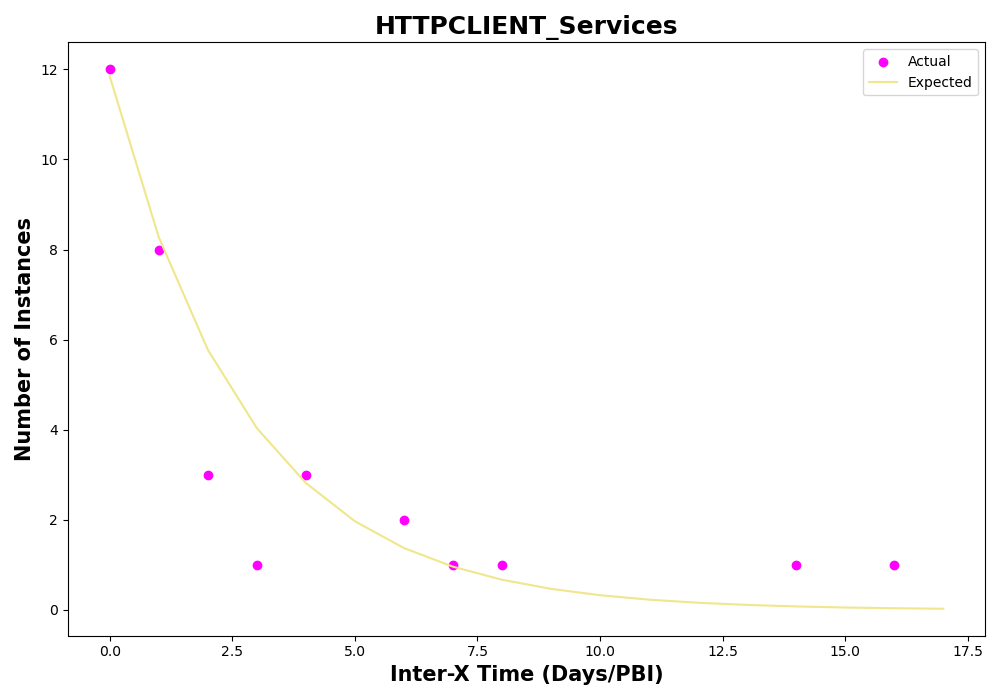 HTTPCLIENT_Services
Actual
Expected
12
10
8
6
4
2
0
Number of Instances
0.0 2.5 5.0 7.5 10.0 12.5 15.0 17.5
Inter-X Time (Days/PBI)